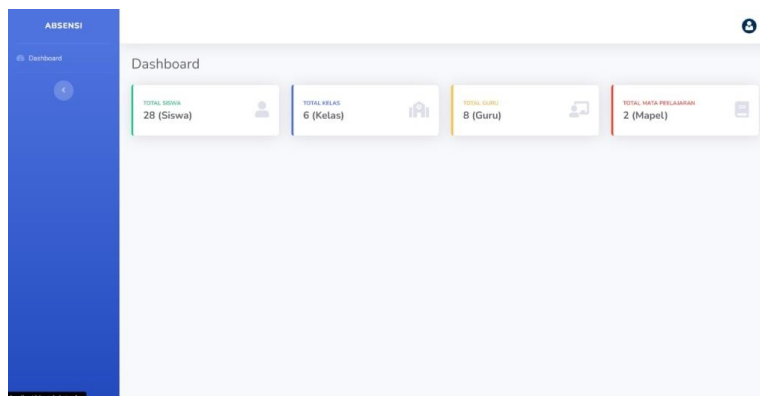 ABSENSI
Dashboard
Dashboard
TOTAL SISWA
28 (Siswa)
TOTAL KELAS
6 (Kelas)
TOTAL GURU
8 (Guru)
TOTAL MATA PEELAJARAN
2 (Mapel)